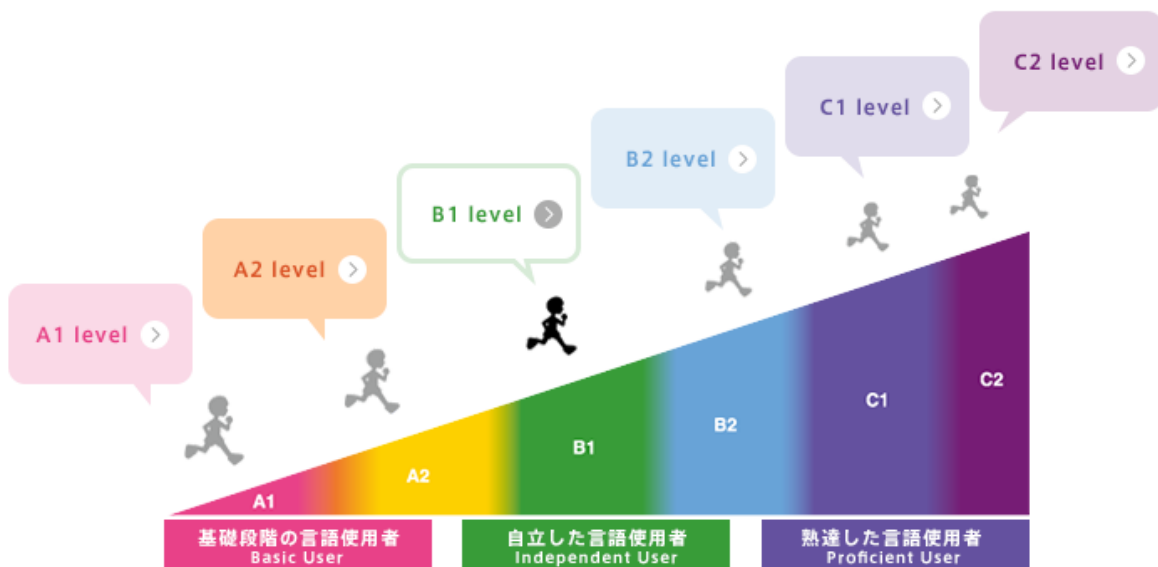 C2 level
C1 level
B2 level
B1 level
A2 level
A1 level
A1
A2
B1
B2
C1
C2
基礎段階の言語使用者
Basic User
自立した言語使用者
Independent User
熟達した言語使用者
Proficient User